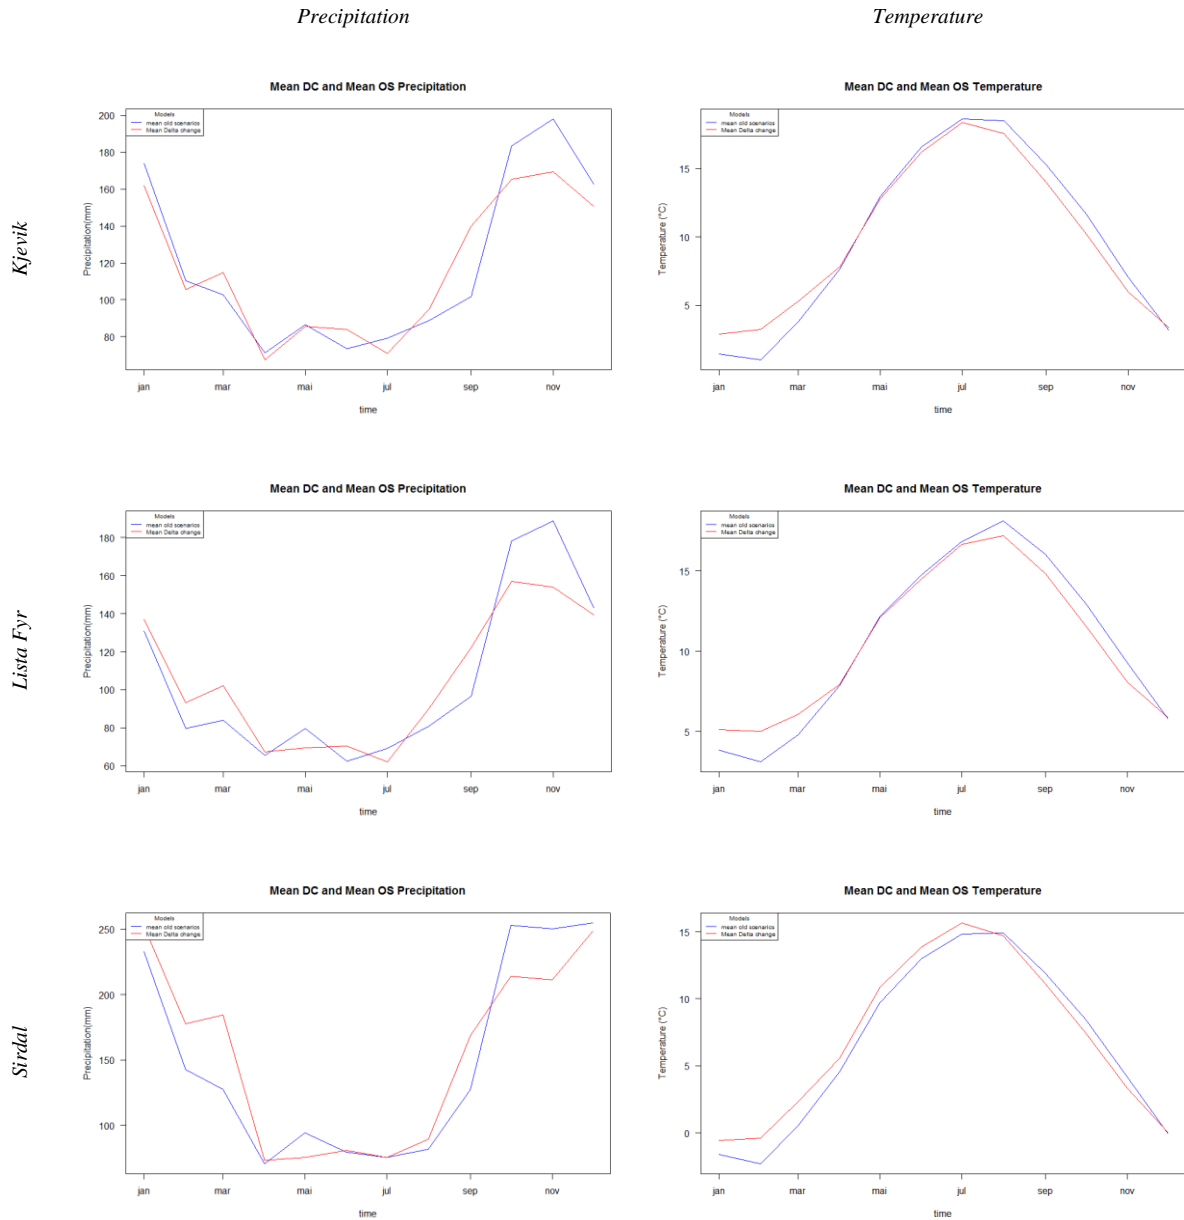 Precipitation
Temperature
Kjevik
Mean DC and Mean OS Precipitation
Models
mean old scenarios
Mean Delta change
Precipitation(mm)
200
180
160
140
120
100
80
jan
mar
mai
jul
sep
nov
time
Mean DC and Mean OS Temperature
Models
mean old scenarios
Mean Delta change
Temperature (°C)
15
10
5
jan
mar
mai
jul
sep
nov
time
Lista Fyr
Mean DC and Mean OS Precipitation
Models
mean old scenarios
Mean Delta change
Precipitation(mm)
180
160
140
120
100
80
60
jan
mar
mai
jul
sep
nov
time
Mean DC and Mean OS Temperature
Models
mean old scenarios
Mean Delta change
Temperature (°C)
15
10
5
jan
mar
mai
jul
sep
nov
time
Sirdal
Mean DC and Mean OS Precipitation
Models
mean old scenarios
Mean Delta change
Precipitation(mm)
250
200
150
100
jan
mar
mai
jul
sep
nov
time
Mean DC and Mean OS Temperature
Models
mean old scenarios
Mean Delta change
Temperature (°C)
15
10
5
0
jan
mar
mai
jul
sep
nov
time